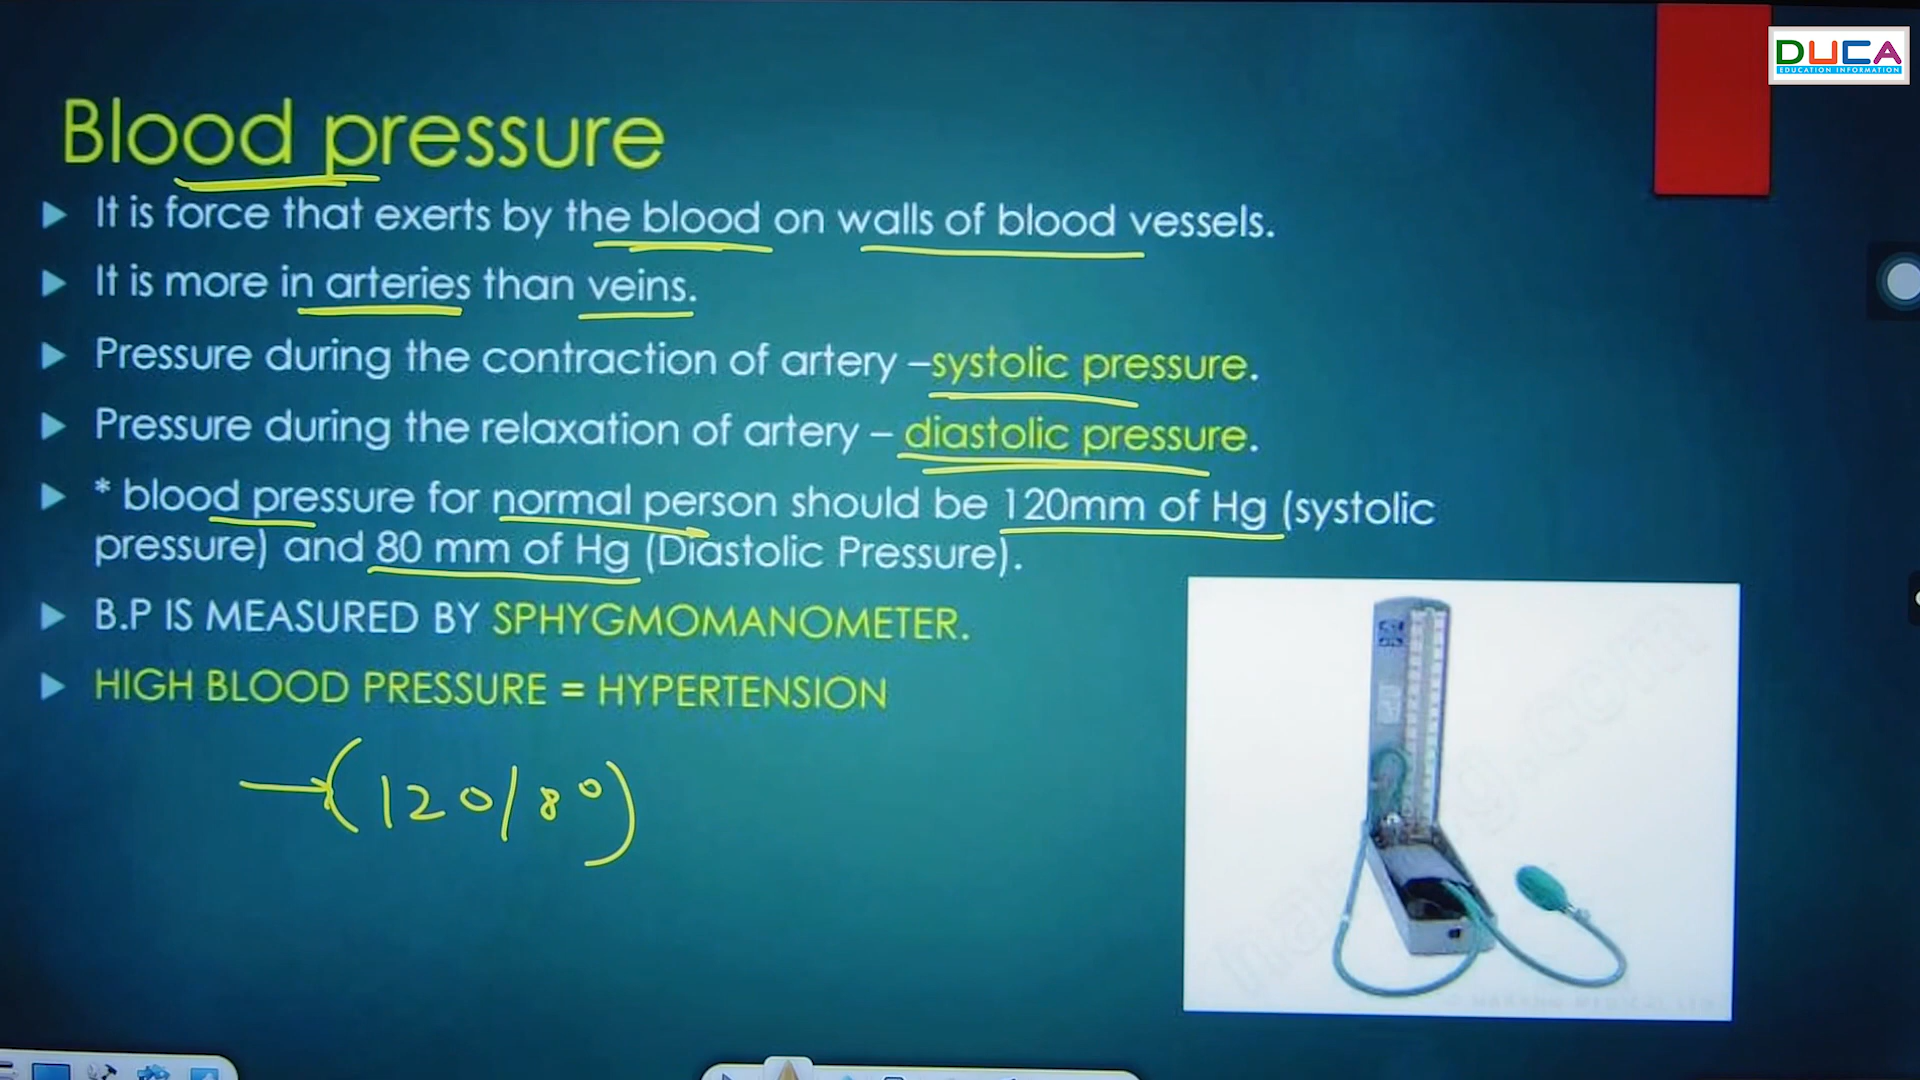 DUCA
EDUCATION INFORMATION
Blood pressure
It is force that exerts by the blood on walls of blood vessels.
It is more in arteries than veins.
Pressure during the contraction of artery –systolic pressure.
Pressure during the relaxation of artery – diastolic pressure.
* blood pressure for normal person should be 120mm of Hg (systolic
pressure) and 80 mm of Hg (Diastolic Pressure).
B.P IS MEASURED BY SPHYGMOMANOMETER.
HIGH BLOOD PRESSURE = HYPERTENSION
→(120/80)